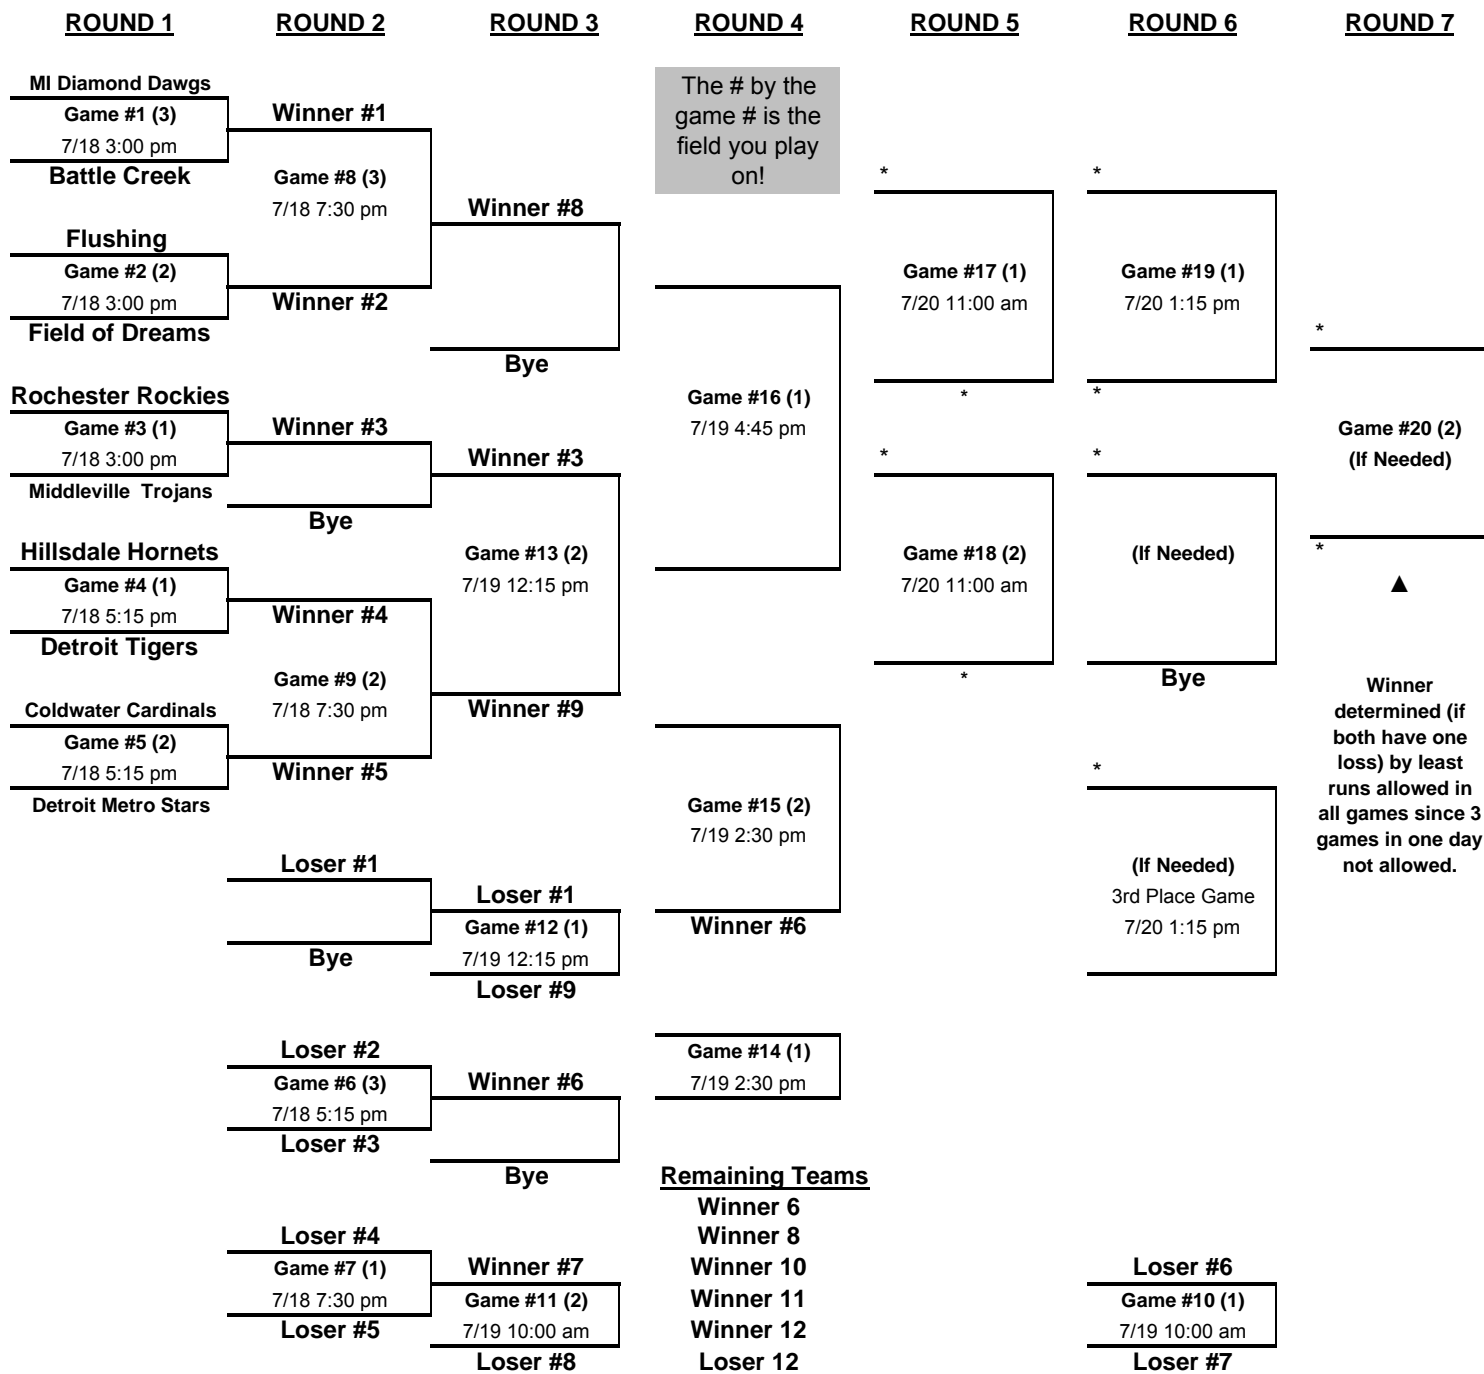 ROUND 1
ROUND 2
ROUND 3
ROUND 4
ROUND 5
ROUND 6
ROUND 7
MI Diamond Dawgs
Game #1 (3)
7/18 3:00 pm
Battle Creek
Flushing
Game #2 (2)
7/18 3:00 pm
Field of Dreams
Rochester Rockies
Game #3 (1)
7/18 3:00 pm
Middleville Trojans
Hillsdale Hornets
Game #4 (1)
7/18 5:15 pm
Detroit Tigers
Coldwater Cardinals
Game #5 (2)
7/18 5:15 pm
Detroit Metro Stars
Winner #1
Game #8 (3)
7/18 7:30 pm
Winner #2
Winner #3
Bye
Winner #4
Game #9 (2)
7/18 7:30 pm
Winner #5
Loser #1
Bye
Loser #2
Game #6 (3)
7/18 5:15 pm
Loser #3
Loser #4
Game #7 (1)
7/18 7:30 pm
Loser #5
Winner #8
Bye
Winner #3
Game #13 (2)
7/19 12:15 pm
Winner #9
Loser #1
Game #12 (1)
7/19 12:15 pm
Loser #9
Winner #6
Bye
Winner #7
Game #11 (2)
7/19 10:00 am
Loser #8
The # by the
game # is the
field you play
on!
Game #16 (1)
7/19 4:45 pm
Game #15 (2)
7/19 2:30 pm
Winner #6
Game #14 (1)
7/19 2:30 pm
Remaining Teams
Winner 6
Winner 8
Winner 10
Winner 11
Winner 12
Loser 12
*
Game #17 (1)
7/20 11:00 am
*
*
Game #18 (2)
7/20 11:00 am
*
*
Game #19 (1)
7/20 1:15 pm
*
*
(If Needed)
Bye
*
(If Needed)
3rd Place Game
7/20 1:15 pm
Loser #6
Game #10 (1)
7/19 10:00 am
Loser #7
*
Game #20 (2)
(If Needed)
*
▲
Winner
determined (if
both have one
loss) by least
runs allowed in
all games since 3
games in one day
not allowed.